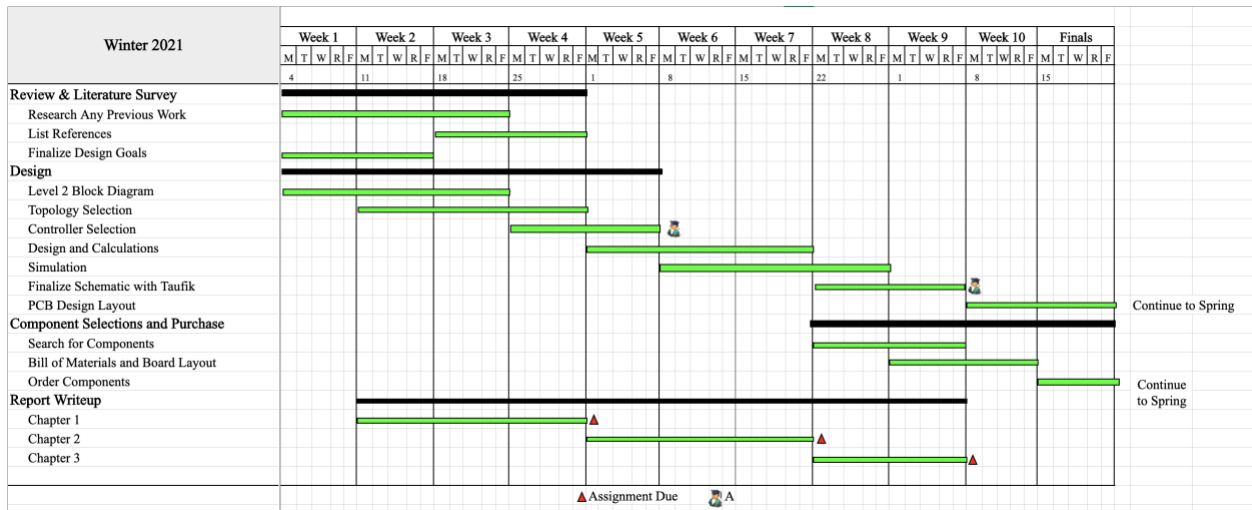 Winter 2021
Week 1 Week 2 Week 3 Week 4 Week 5 Week 6 Week 7 Week 8 Week 9 Week 10 Finals
M T W R F M T W R F M T W R F M T W R F M T W R F M T W R F M T W R F M T W R F M T W R F M T W R F M T W R F
4 11 18 25 1 8 15 22 1 8 15
Review & Literature Survey
Research Any Previous Work
List References
Finalize Design Goals
Design
Level 2 Block Diagram
Topology Selection
Controller Selection
Design and Calculations
Simulation
Finalize Schematic with Taufik
PCB Design Layout Continue to Spring
Component Selections and Purchase
Search for Components
Bill of Materials and Board Layout
Order Components Continue
Report Writeup to Spring
Chapter 1
Chapter 2
Chapter 3
Assignment Due A